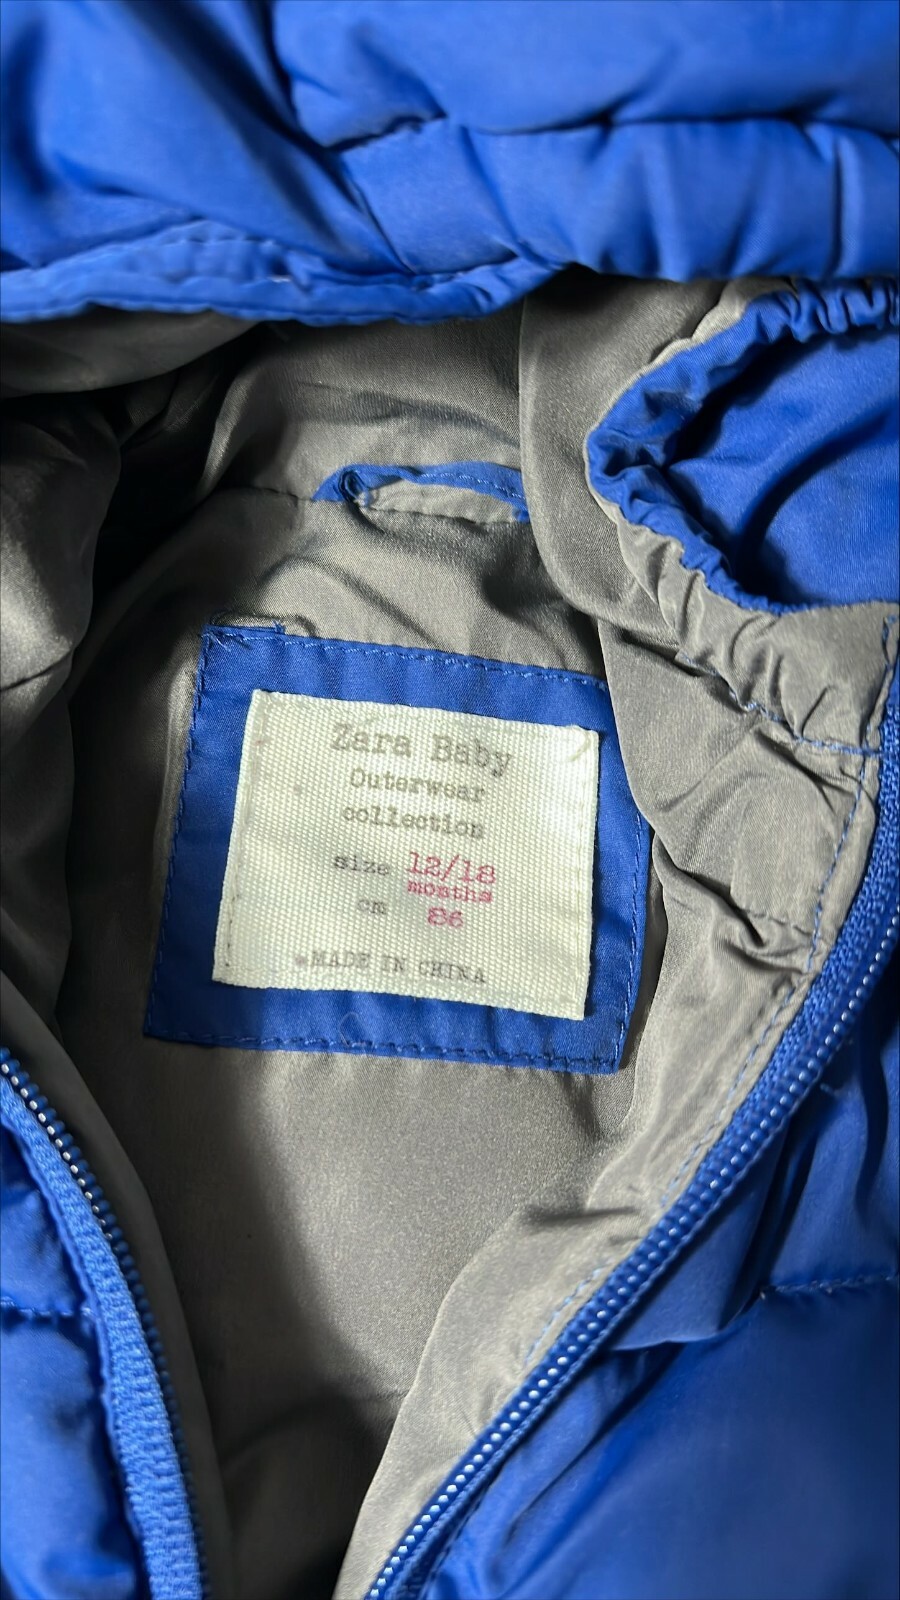 Zara Baby
Outerwear
collection
size 12/18
months
cm 86
MADE IN CHINA